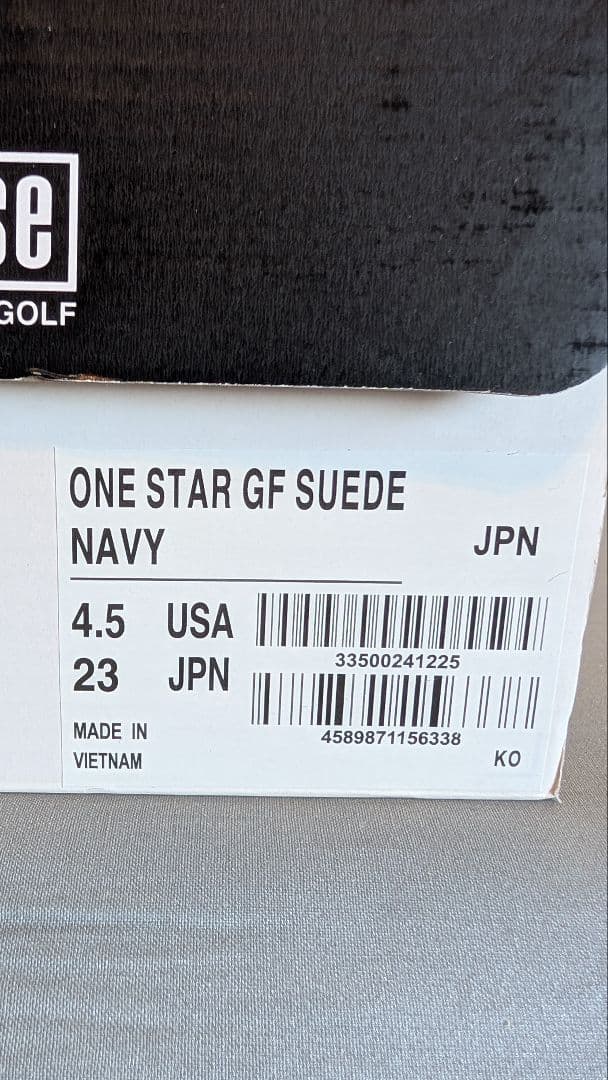 se
GOLF
ONE STAR GF SUEDE
NAVY
JPN
4.5 USA
33500241225
23 JPN
4589871156338
MADE IN
VIETNAM
KO